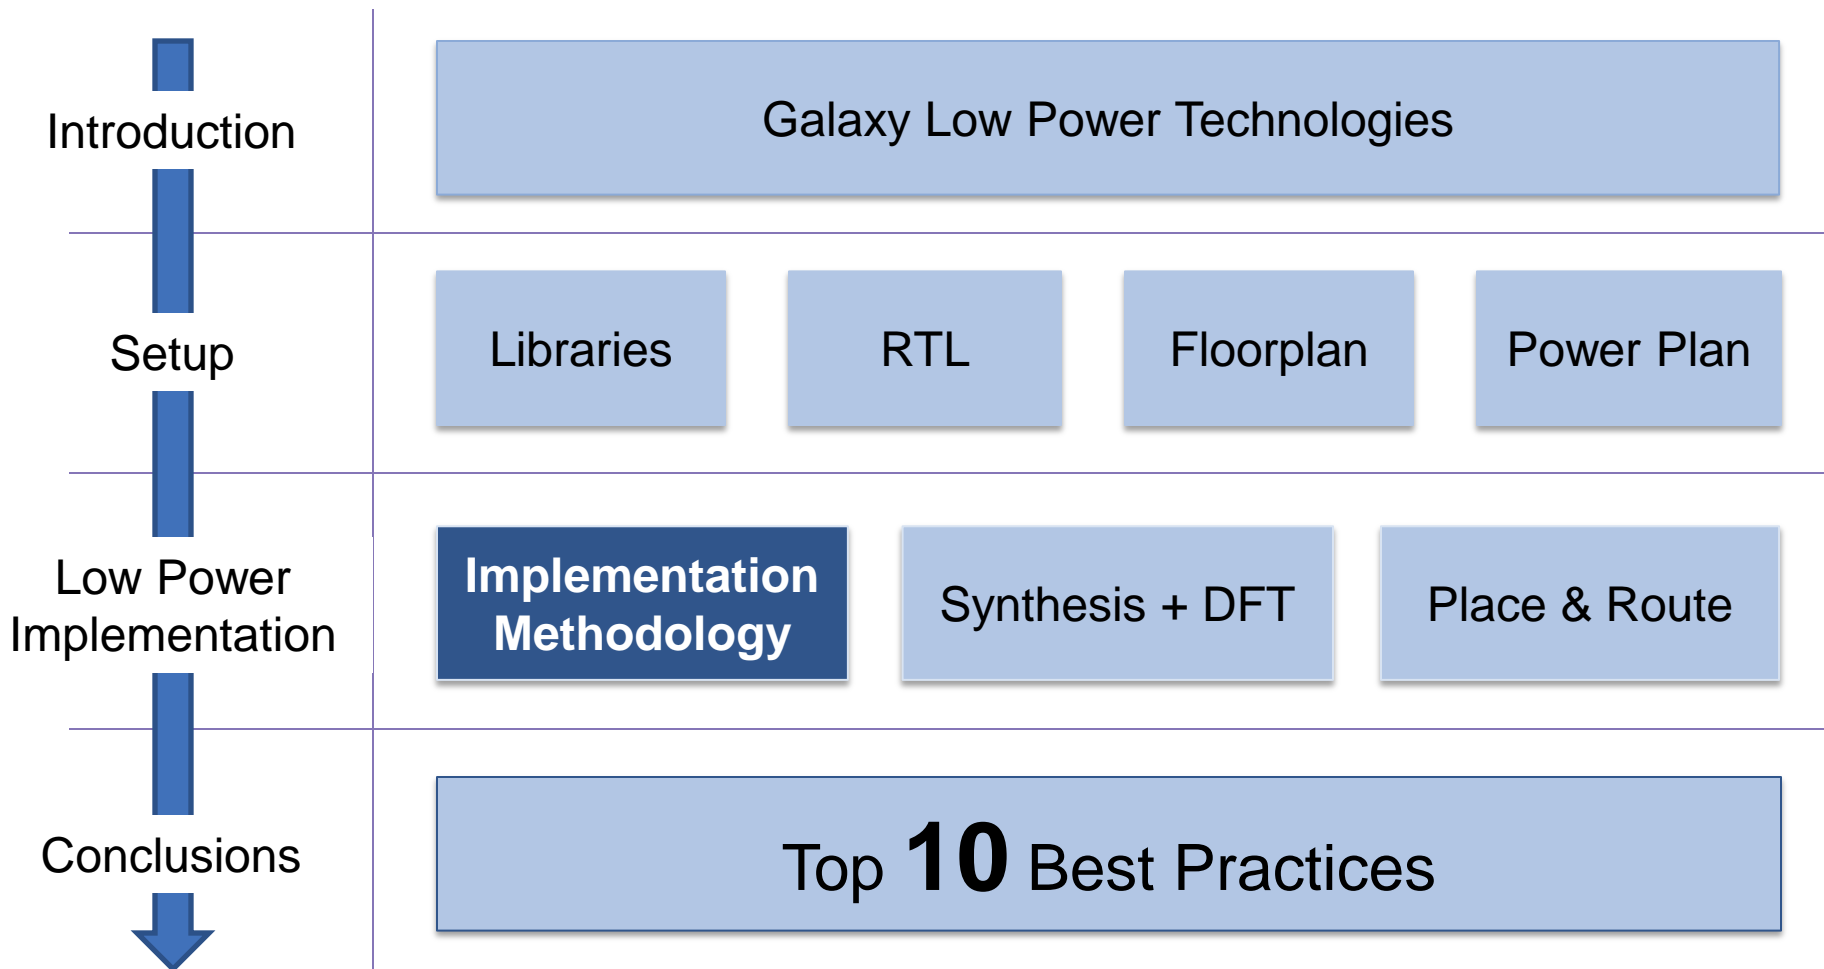 Introduction
Galaxy Low Power Technologies
Setup
Libraries
RTL
Floorplan
Power Plan
Low Power
Implementation
Implementation
Methodology
Synthesis + DFT
Place & Route
Conclusions
Top 10 Best Practices